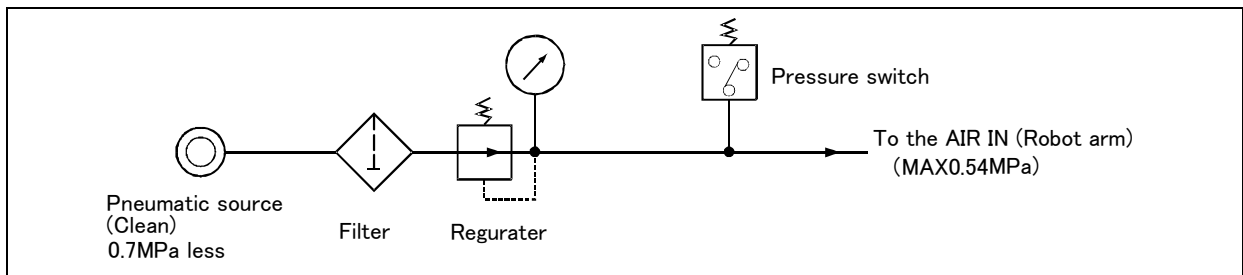 Pressure switch
To the AIR IN (Robot arm)
(MAX0.54MPa)
Pneumatic source
(Clean)
0.7MPa less
Filter
Regurater